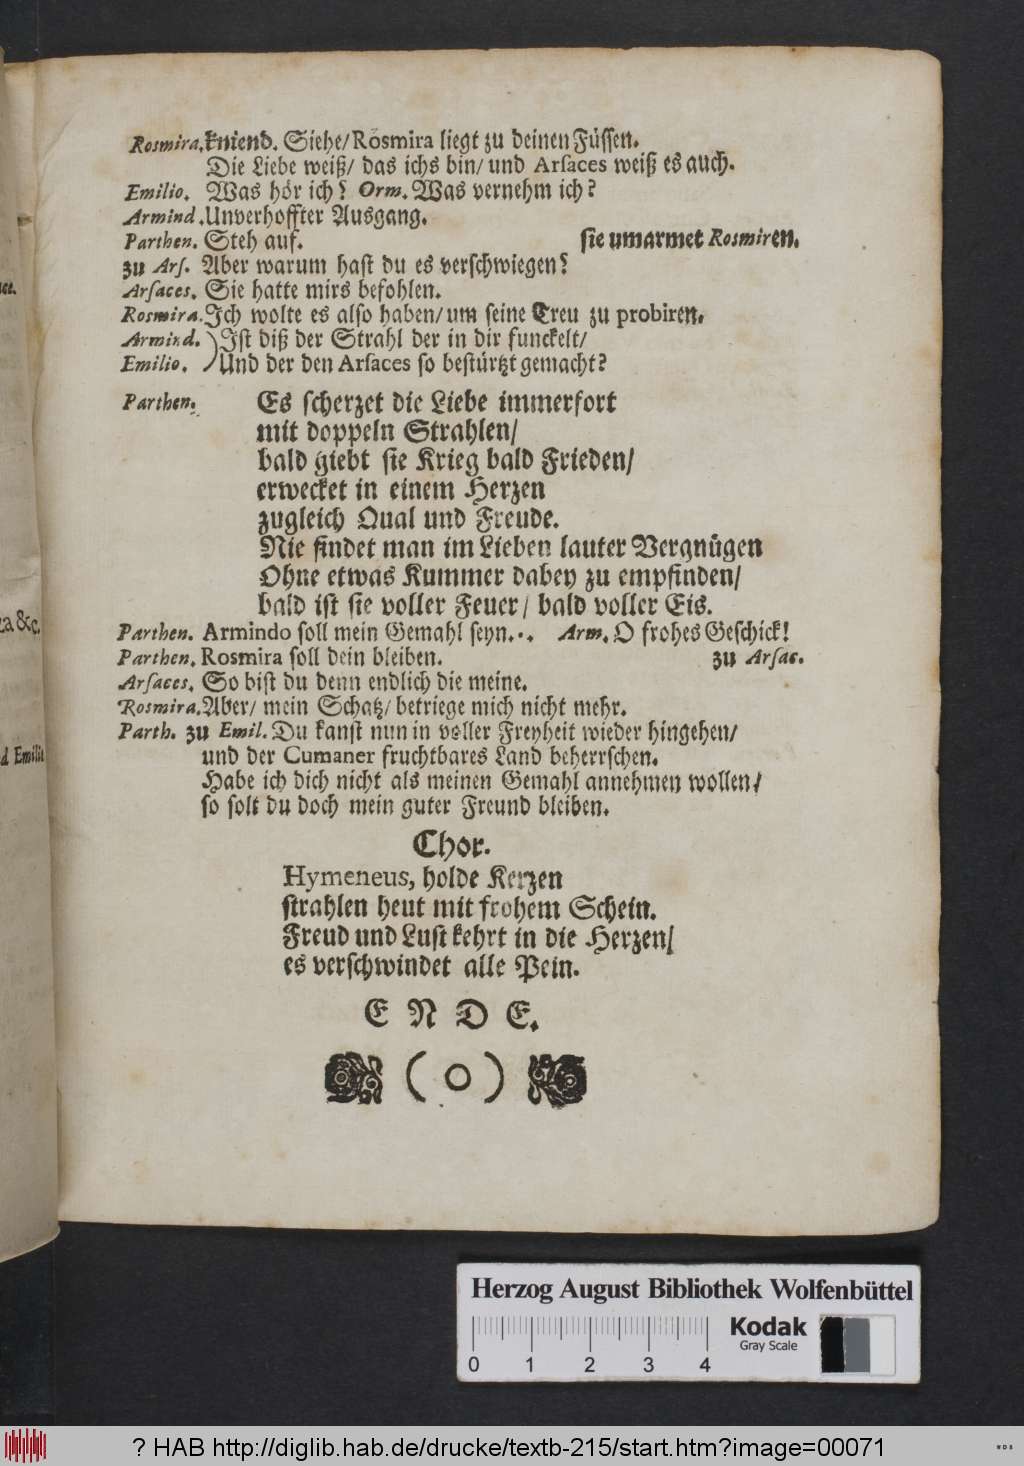 Rosmira. kniend. Siehe/ Rosmira liegt zu deinen Füssen.
Die Liebe weiß/ das ichs bin/ und Arsaces weiß es auch.
Emilio. Was hör ich? Orm. Was vernehm ich?
Armind. Unverhoffter Ausgang.
Parthen. Steh auf. sie umarmet Rosmiren.
zu Ars. Aber warum hast du es verschwiegen?
Arsaces. Sie hatte mirs befohlen.
Rosmira. Ich wolte es also haben/ um seine Treu zu probiren.
Armind. )Ist diß der Strahl der in dir funckelt/
Emilio. )Und der den Arsaces so bestürtzt gemacht?
Parthen. Es scherzet die Liebe immerfort
mit doppeln Strahlen/
bald giebt sie Krieg bald Frieden/
erwecket in einem Herzen
zugleich Qual und Freude.
Nie findet man im Lieben lauter Vergnügen
Ohne etwas Kummer dabey zu empfinden/
bald ist sie voller Feuer/ bald voller Eis.
Parthen. Armindo soll mein Gemahl seyn... Arm. O frohes Geschick!
Parthen. Rosmira soll dein bleiben. zu Arsac.
Arsaces. So bist du denn endlich die meine.
Rosmira. Aber/ mein Schatz/ betriege mich nicht mehr.
Parth. zu Emil. Du kanst nun in voller Freyheit wieder hingehen/
und der Cumaner fruchtbares Land beherrschen.
Habe ich dich nicht als meinen Gemahl annehmen wollen/
so solt du doch mein guter Freund bleiben.
Chor.
Hymeneus, holde Kerzen
strahlen heut mit frohem Schein.
Freud und Lust kehrt in die Herzen/
es verschwindet alle Pein.
E N D E.
( o )
&c.
d Emilio
Herzog August Bibliothek Wolfenbüttel
Kodak
Gray Scale
0 1 2 3 4
? HAB http://diglib.hab.de/drucke/textb-215/start.htm?image=00071